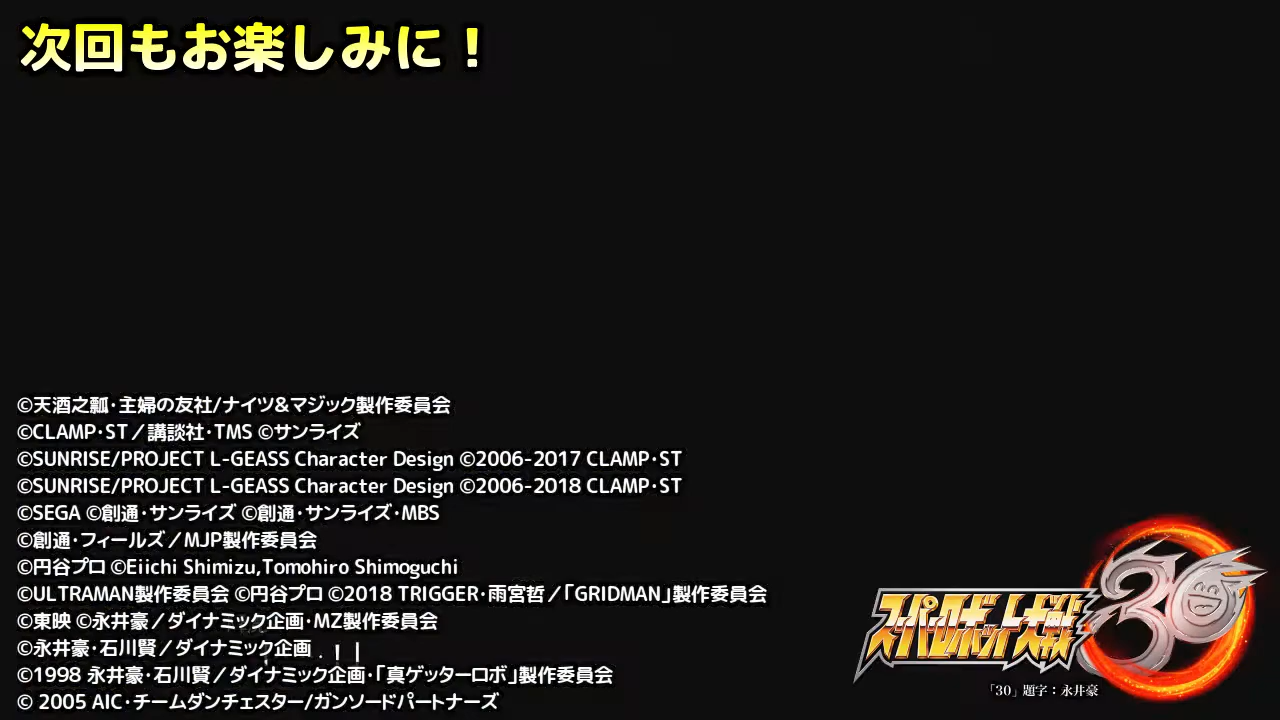 次回もお楽しみに！
©天酒之瓢･主婦の友社/ナイツ&マジック製作委員会
©CLAMP･ST／講談社･TMS ©サンライズ
©SUNRISE/PROJECT L-GEASS Character Design ©2006-2017 CLAMP･ST
©SUNRISE/PROJECT L-GEASS Character Design ©2006-2018 CLAMP･ST
©SEGA ©創通･サンライズ ©創通･サンライズ･MBS
©創通･フィールズ／MJP製作委員会
©円谷プロ ©Eiichi Shimizu,Tomohiro Shimoguchi
©ULTRAMAN製作委員会 ©円谷プロ ©2018 TRIGGER･雨宮哲／｢GRIDMAN｣製作委員会
©東映 ©永井豪／ダイナミック企画･MZ製作委員会
©永井豪･石川賢／ダイナミック企画
©1998 永井豪･石川賢／ダイナミック企画･｢真ゲッターロボ｣製作委員会
© 2005 AIC･チームダンチェスター/ガンソードパートナーズ
スーパーロボット大戦30
「30」題字：永井豪